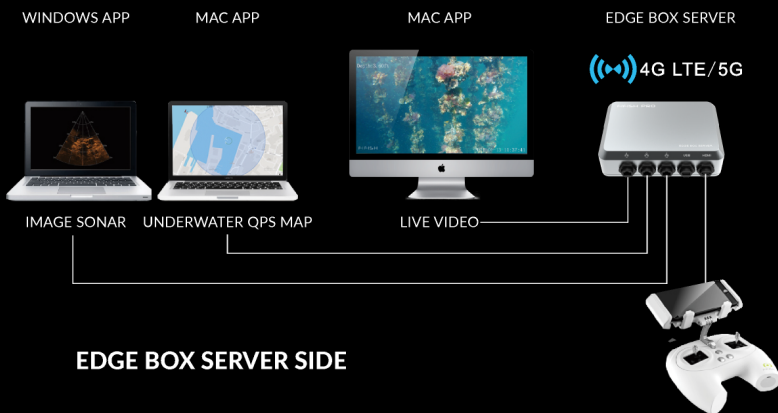 WINDOWS APP
MAC APP
MAC APP
EDGE BOX SERVER
4G LTE/5G
IMAGE SONAR
UNDERWATER QPS MAP
LIVE VIDEO
EDGE BOX SERVER SIDE